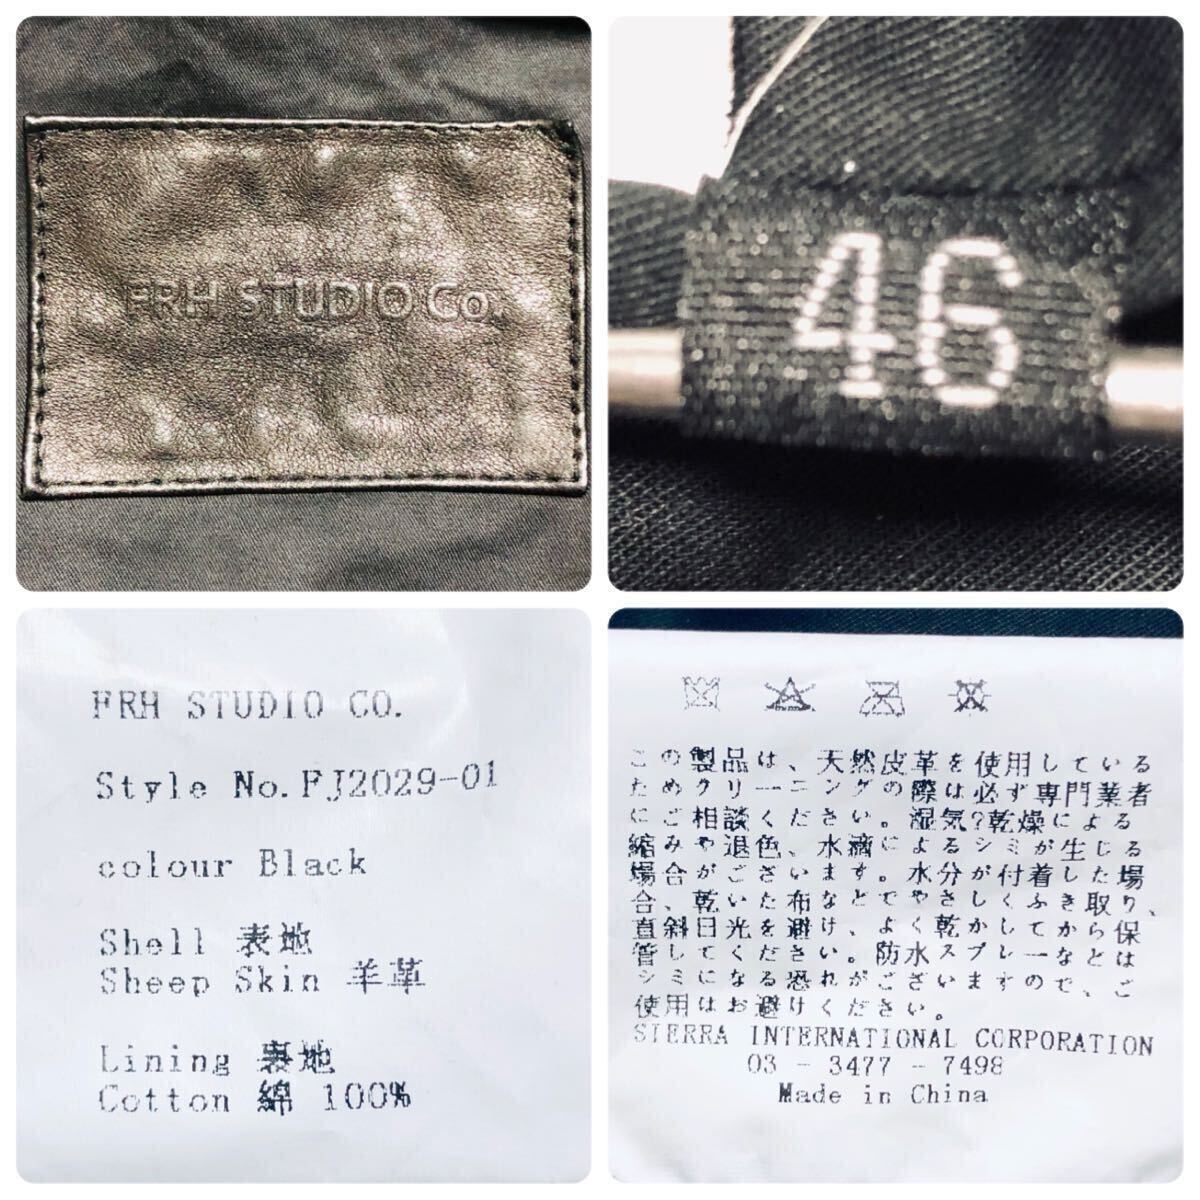 FRH STUDIO Co.
46
FRH STUDIO CO.
Style No.FJ2029-01
colour Black
Shell 表地
Sheep Skin 羊革
Lining 裏地
Cotton 綿 100%
この製品は、天然皮革を使用している
ためクリーニングの際は必ず専門業者
にご相談ください。湿気?乾燥による
縮みや退色、水滴によるシミが生じる
場合がございます。水分が付着した場
合、乾いた布などでやさしくふき取り、
直斜日光を避け、よく乾かしてから保
管してください。防水スプレーなどは
シミになる恐れがございますので、ご
使用はお避けください。
SIERRA INTERNATIONAL CORPORATION
03 - 3477 - 7498
Made in China